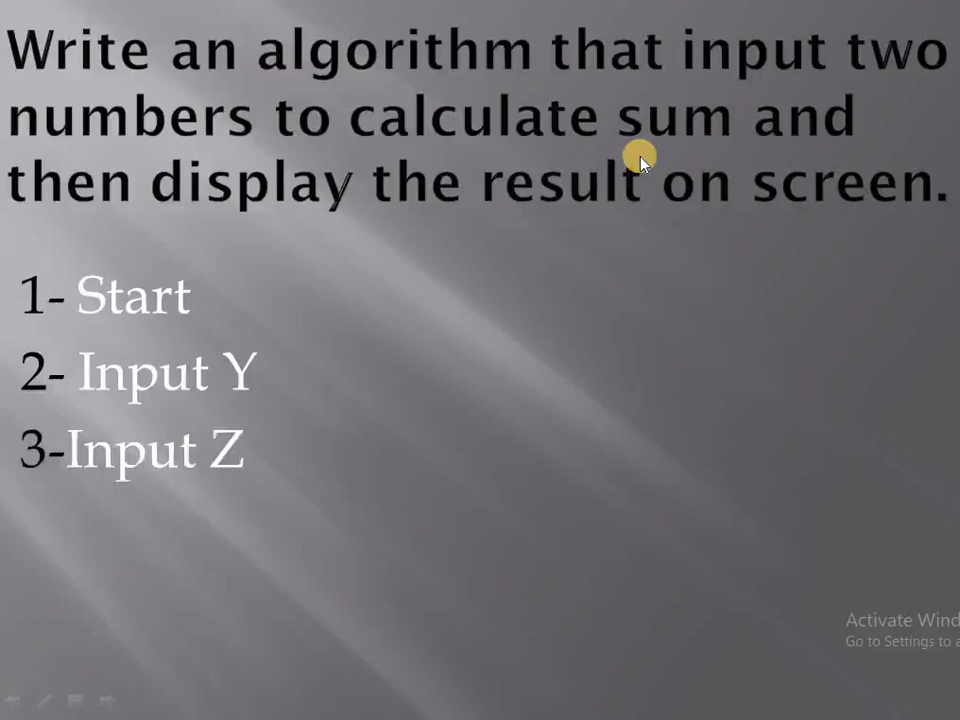 Write an algorithm that input two
numbers to calculate sum and
then display the result on screen.
1- Start
2- Input Y
3-Input Z
Activate Wind
Go to Settings to a